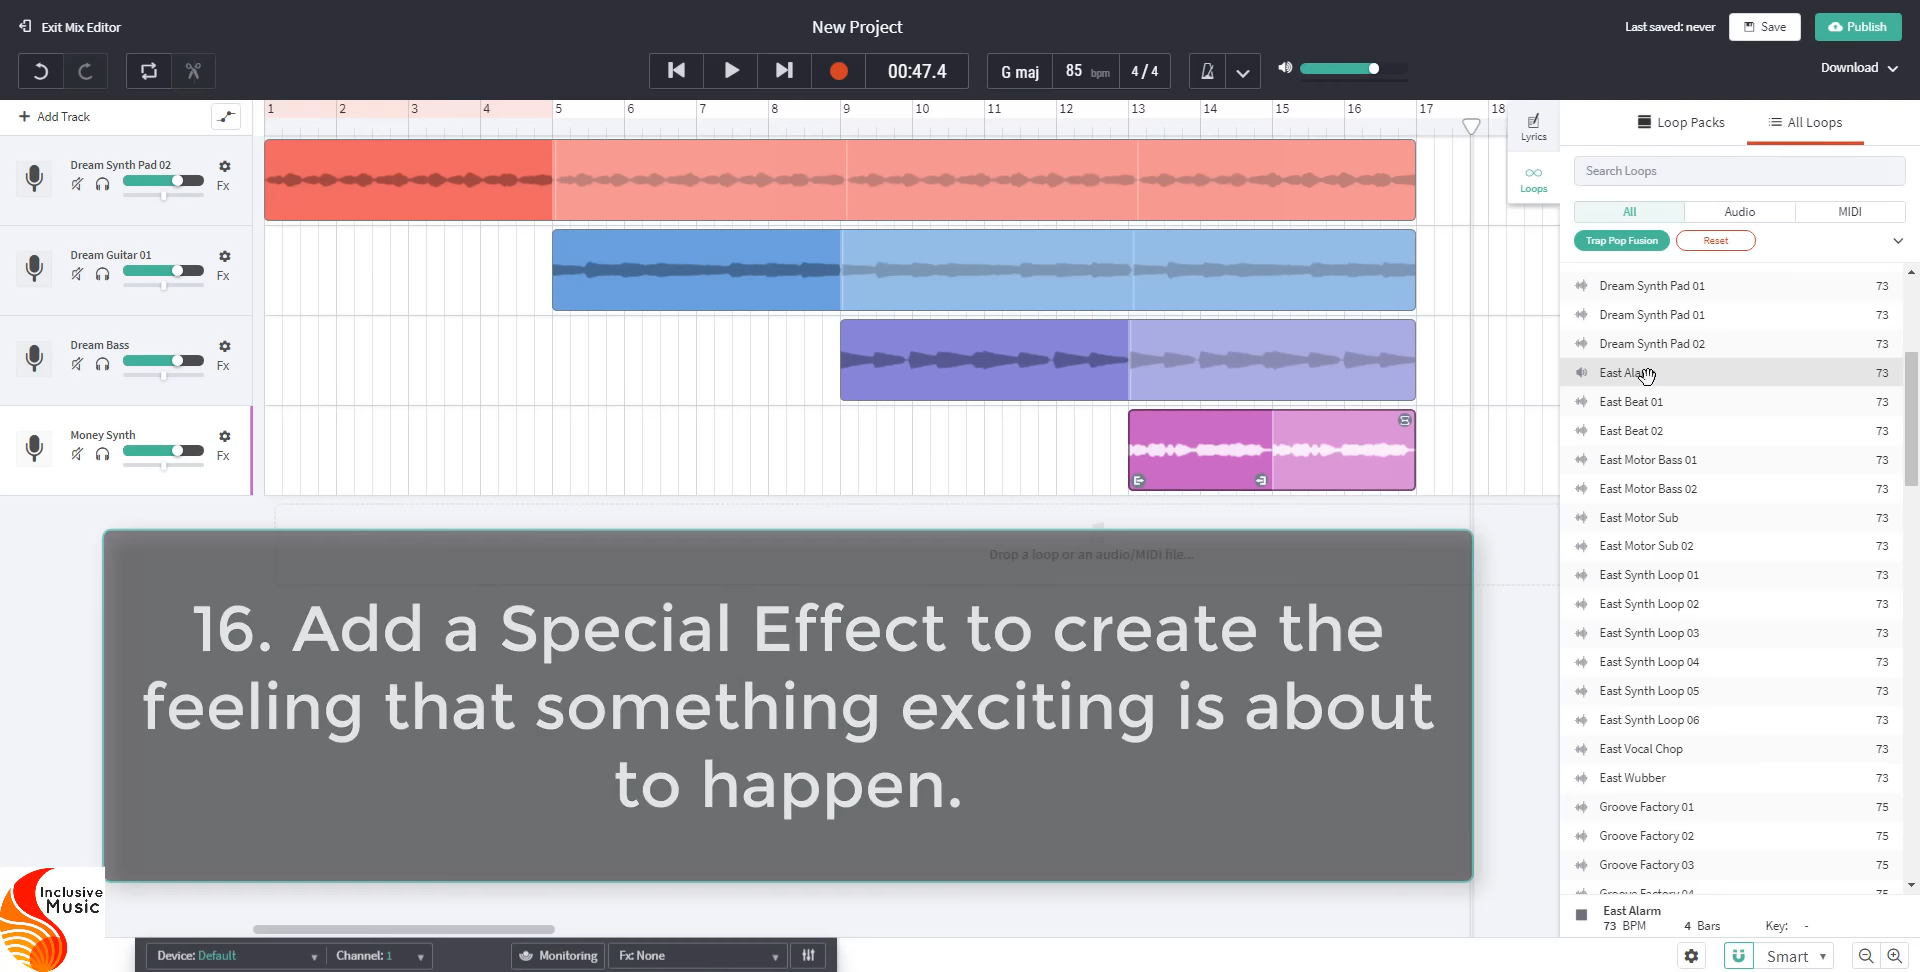 Exit Mix Editor
New Project
Last saved: never
Save
Publish
00:47.4
G maj
85 bpm
4 / 4
Download
Add Track
1 2 3 4 5 6 7 8 9 10 11 12 13 14 15 16 17 18
Lyrics
Loops
Loop Packs
All Loops
Search Loops
All
Audio
MIDI
Trap Pop Fusion
Reset
Dream Synth Pad 02
Fx
Dream Guitar 01
Fx
Dream Bass
Fx
Money Synth
Fx
Drop a loop or an audio/MIDI file...
16. Add a Special Effect to create the
feeling that something exciting is about
to happen.
Dream Synth Pad 01 73
Dream Synth Pad 01 73
Dream Synth Pad 02 73
East Alarm 73
East Beat 01 73
East Beat 02 73
East Motor Bass 01 73
East Motor Bass 02 73
East Motor Sub 73
East Motor Sub 02 73
East Synth Loop 01 73
East Synth Loop 02 73
East Synth Loop 03 73
East Synth Loop 04 73
East Synth Loop 05 73
East Synth Loop 06 73
East Vocal Chop 73
East Wubber 73
Groove Factory 01 75
Groove Factory 02 75
Groove Factory 03 75
Groove Factory 04 75
East Alarm
73 BPM 4 Bars Key: -
Inclusive
Music
Device: Default
Channel: 1
Monitoring
Fx: None
Smart